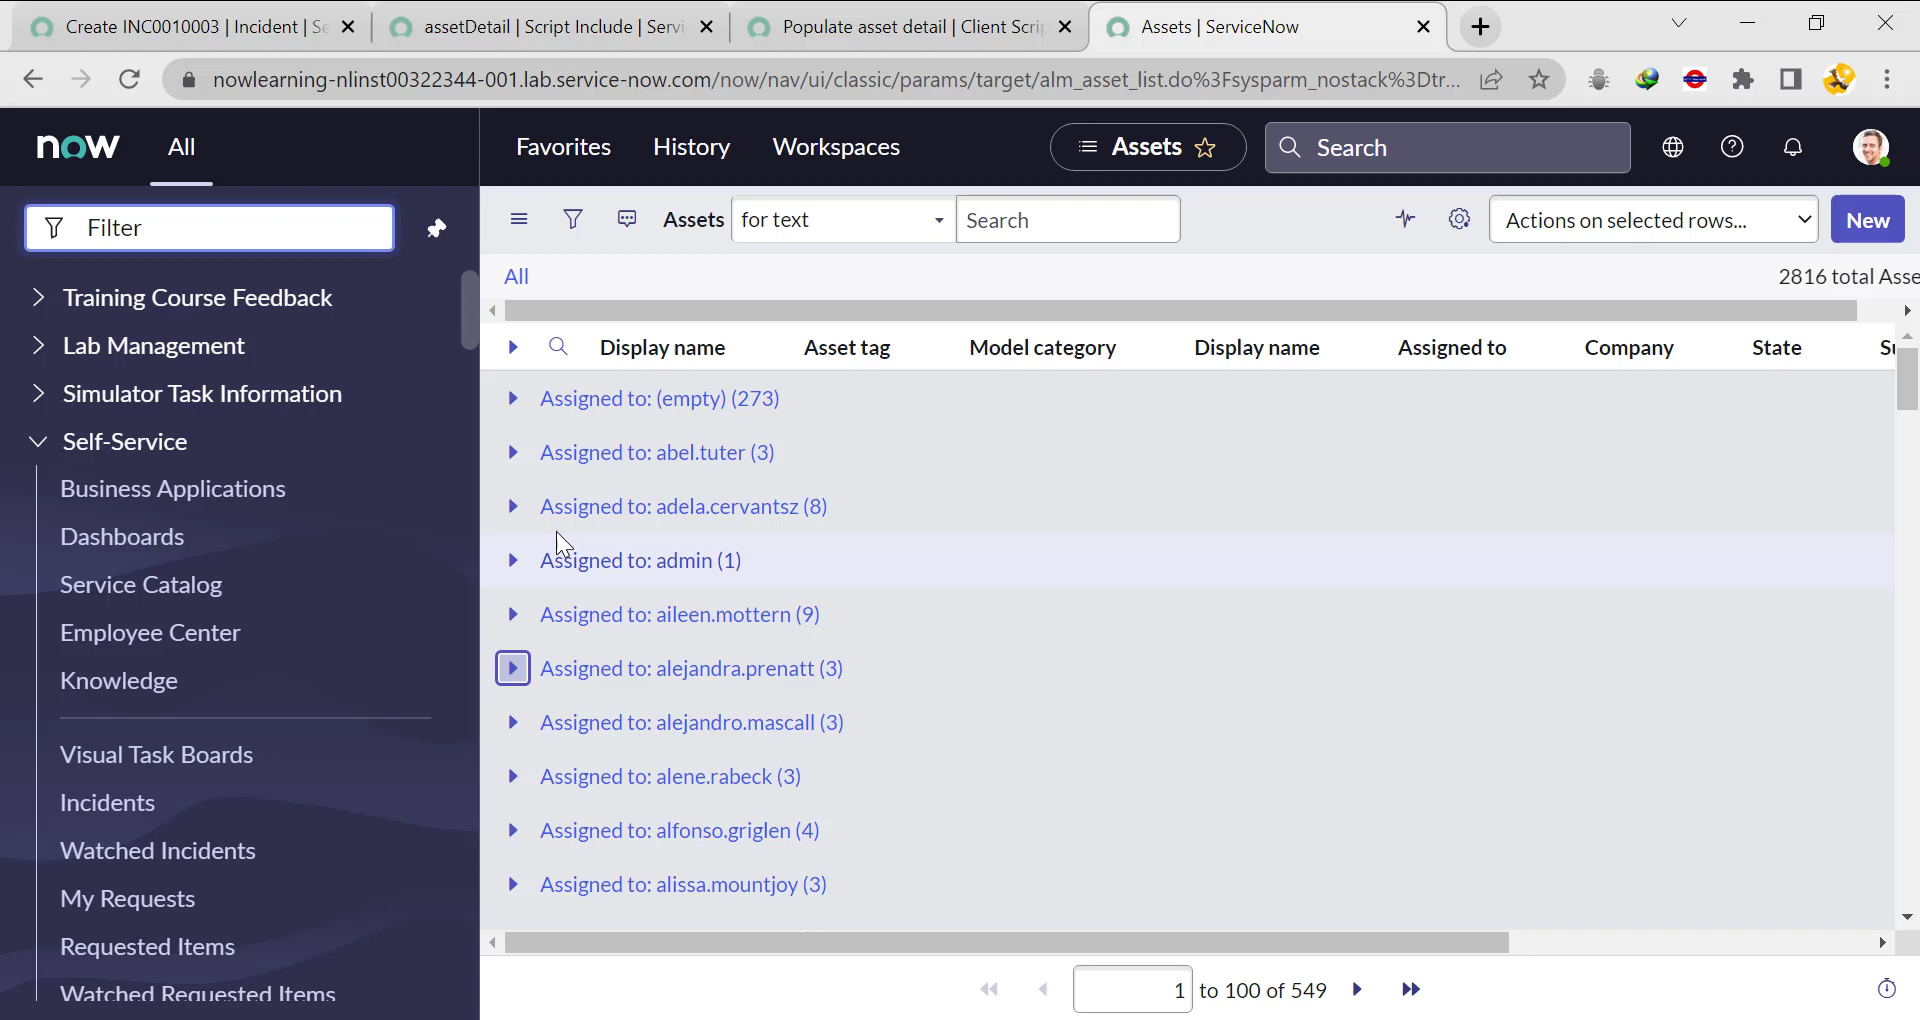 Create INC0010003 | Incident | Se
assetDetail | Script Include | Servi
Populate asset detail | Client Scrip
Assets | ServiceNow
nowlearning-nlinst00322344-001.lab.service-now.com/now/nav/ui/classic/params/target/alm_asset_list.do%3Fsysparm_nostack%3Dtr...
now
All
Favorites
History
Workspaces
Assets
Search
Filter
Training Course Feedback
Lab Management
Simulator Task Information
Self-Service
Business Applications
Dashboards
Service Catalog
Employee Center
Knowledge
Visual Task Boards
Incidents
Watched Incidents
My Requests
Requested Items
Watched Requested Items
Assets
for text
Search
Actions on selected rows...
New
All
2816 total Asse
Display name
Asset tag
Model category
Display name
Assigned to
Company
State
Su
Assigned to: (empty) (273)
Assigned to: abel.tuter (3)
Assigned to: adela.cervantsz (8)
Assigned to: admin (1)
Assigned to: aileen.mottern (9)
Assigned to: alejandra.prenatt (3)
Assigned to: alejandro.mascall (3)
Assigned to: alene.rabeck (3)
Assigned to: alfonso.griglen (4)
Assigned to: alissa.mountjoy (3)
1 to 100 of 549